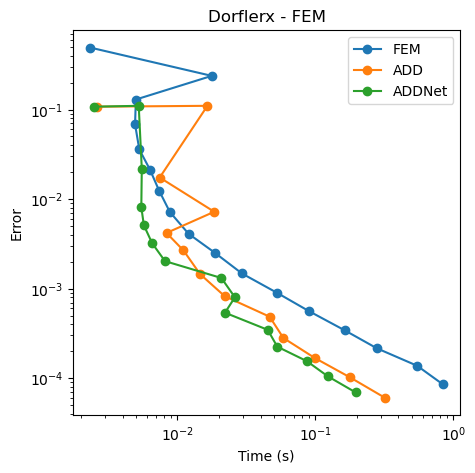 Dorflerx - FEM
FEM
ADD
ADDNet
Error
10⁻¹
10⁻²
10⁻³
10⁻⁴
10⁻²
10⁻¹
10⁰
Time (s)